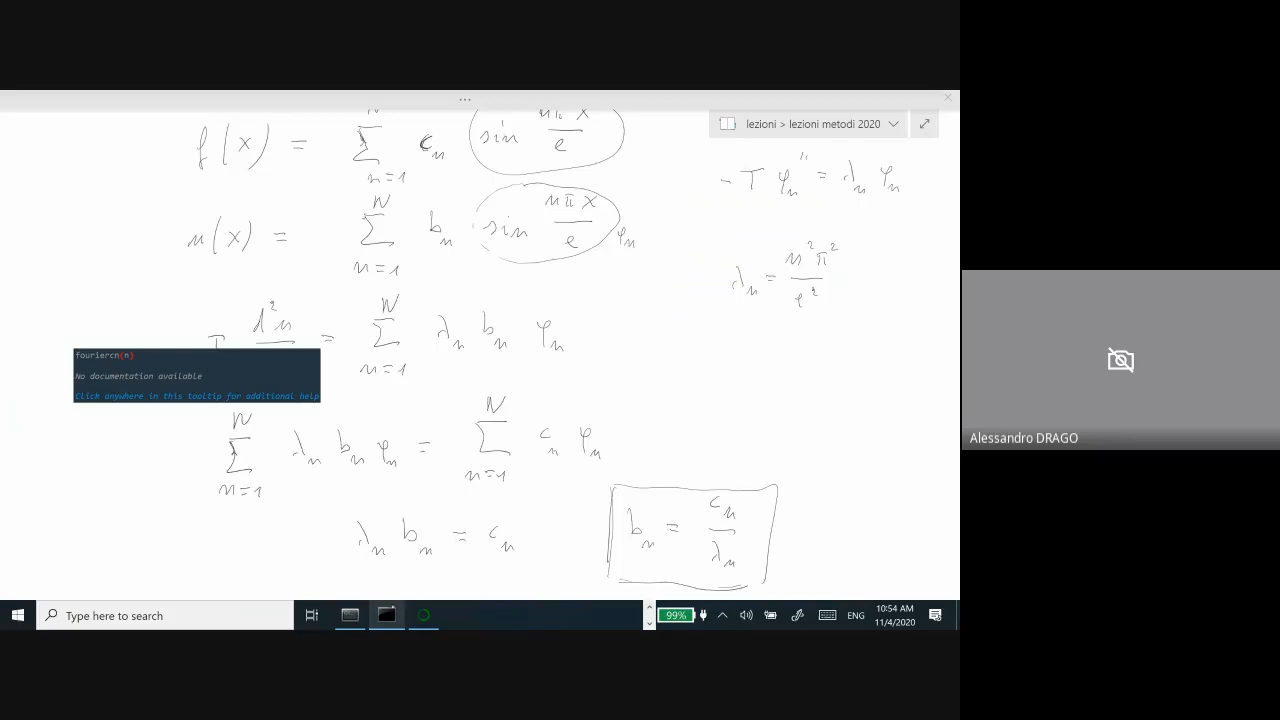 f(x) = Σ_{n=1}^{N} c_n sin nπx/ℓ
lezioni > lezioni metodi 2020
- T φ_n'' = λ_n φ_n
u(x) = Σ_{n=1}^{N} b_n sin nπx/ℓ φ_n
λ_n = n²π²/ℓ²
T d²u = Σ_{n=1}^{N} λ_n b_n φ_n
fouriercn(n)
No documentation available
Click anywhere in this tooltip for additional help
Σ_{n=1}^{N} λ_n b_n φ_n = Σ_{n=1}^{N} c_n φ_n
λ_n b_n = c_n
b_n = c_n/λ_n
Alessandro DRAGO
Type here to search
99%
ENG
10:54 AM
11/4/2020